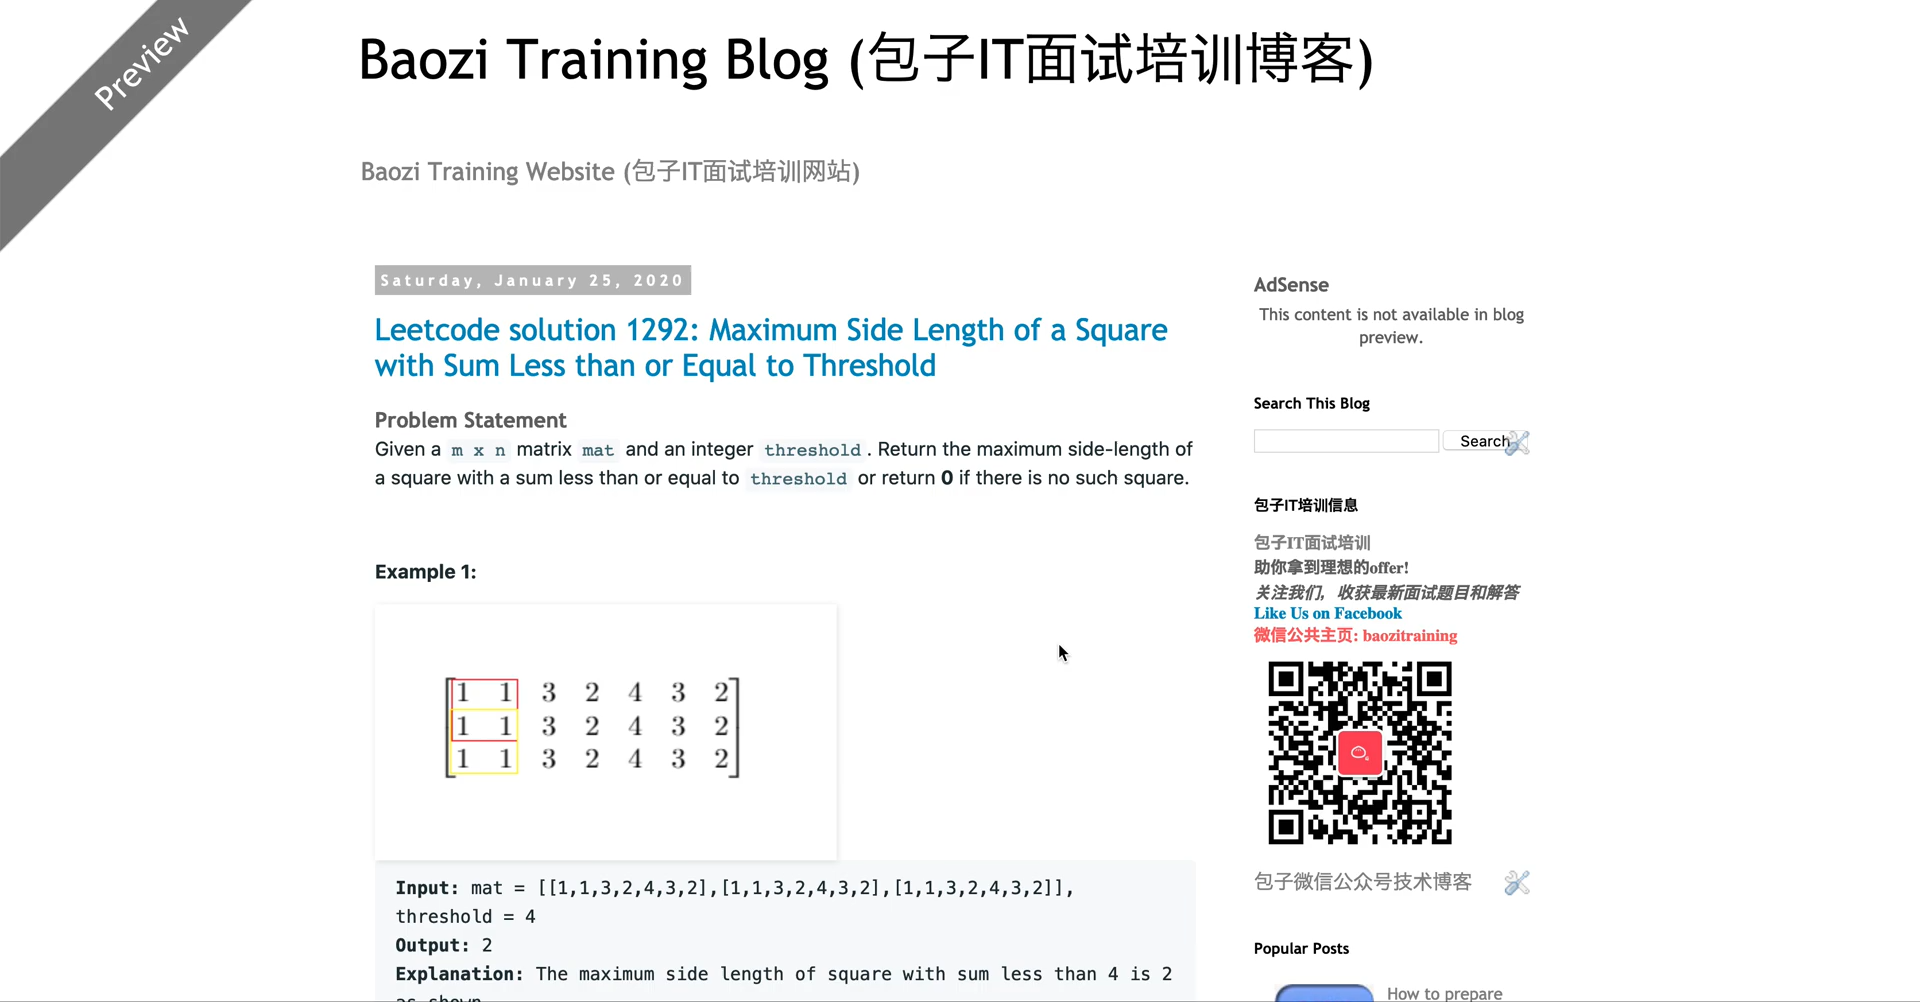 Preview
Baozi Training Blog (包子IT面试培训博客)
Baozi Training Website (包子IT面试培训网站)
Saturday, January 25, 2020
Leetcode solution 1292: Maximum Side Length of a Square
with Sum Less than or Equal to Threshold
Problem Statement
Given a m x n matrix mat and an integer threshold. Return the maximum side-length of
a square with a sum less than or equal to threshold or return 0 if there is no such square.
Example 1:
1 1 3 2 4 3 2
1 1 3 2 4 3 2
1 1 3 2 4 3 2
Input: mat = [[1,1,3,2,4,3,2],[1,1,3,2,4,3,2],[1,1,3,2,4,3,2]],
threshold = 4
Output: 2
Explanation: The maximum side length of square with sum less than 4 is 2
as shown
AdSense
This content is not available in blog
preview.
Search This Blog
Search
包子IT培训信息
包子IT面试培训
助你拿到理想的offer!
关注我们，收获最新面试题目和解答
Like Us on Facebook
微信公共主页: baozitraining
包子微信公众号技术博客
Popular Posts
How to prepare